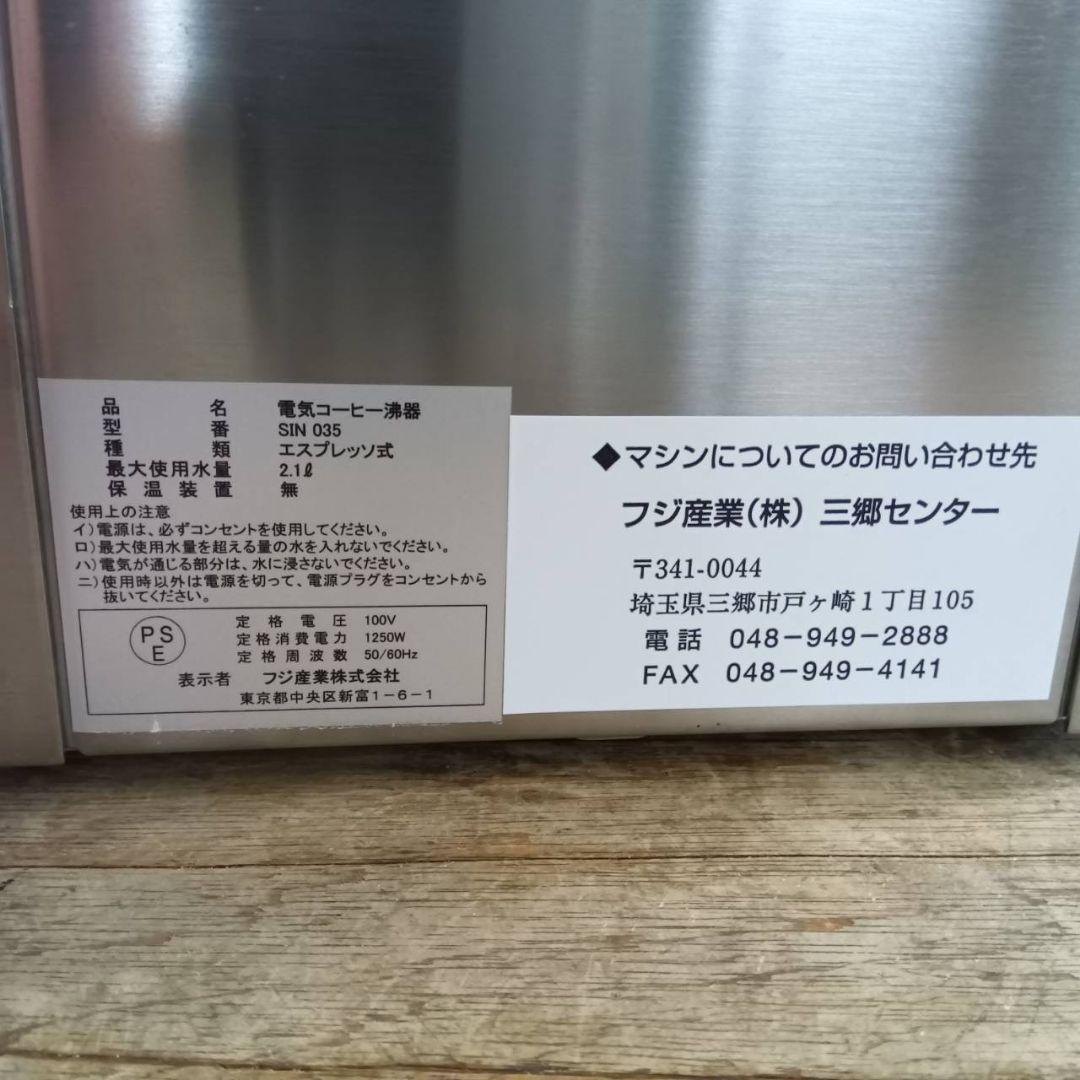 品名 電気コーヒー沸器
型番 SIN 035
種類 エスプレッソ式
最大使用水量 2.1ℓ
保温装置 無
使用上の注意
イ)電源は、必ずコンセントを使用してください。
ロ)最大使用水量を超える量の水を入れないでください。
ハ)電気が通じる部分は、水に浸さないでください。
ニ)使用時以外は電源を切って、電源プラグをコンセントから
抜いてください。
PS
E
定格電圧 100V
定格消費電力 1250W
定格周波数 50/60Hz
表示者 フジ産業株式会社
東京都中央区新富1-6-1
◆マシンについてのお問い合わせ先
フジ産業(株) 三郷センター
〒341-0044
埼玉県三郷市戸ヶ崎1丁目105
電話 048-949-2888
FAX 048-949-4141